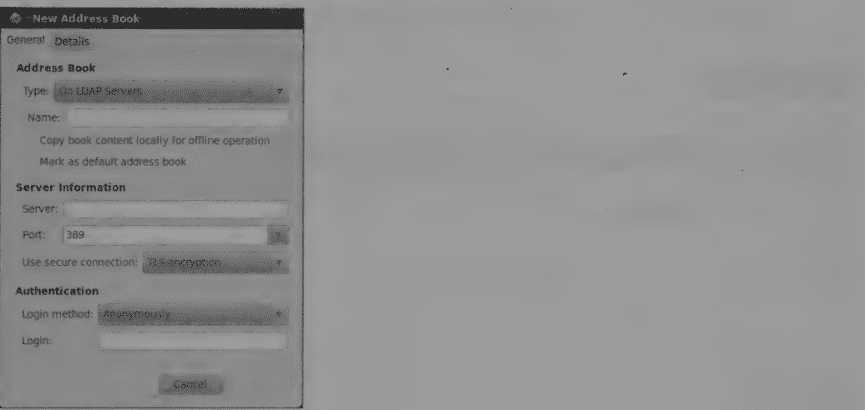 New Address Book
General Details
Address Book
Type: On LDAP Servers
Name:
Copy book content locally for offline operation
Mark as default address book
Server Information
Server:
Port: 389
Use secure connection: TLS encryption
Authentication
Login method: Anonymously
Login:
Cancel